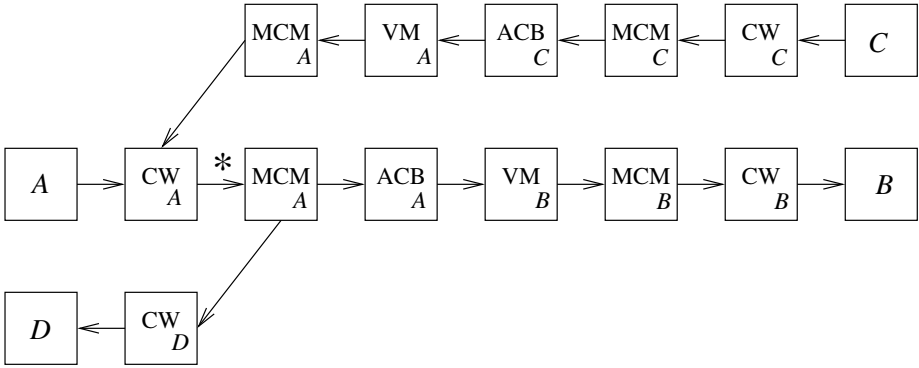 MCM A VM A ACB C MCM C CW C C
*
A CW A MCM A ACB A VM B MCM B CW B B
D CW D